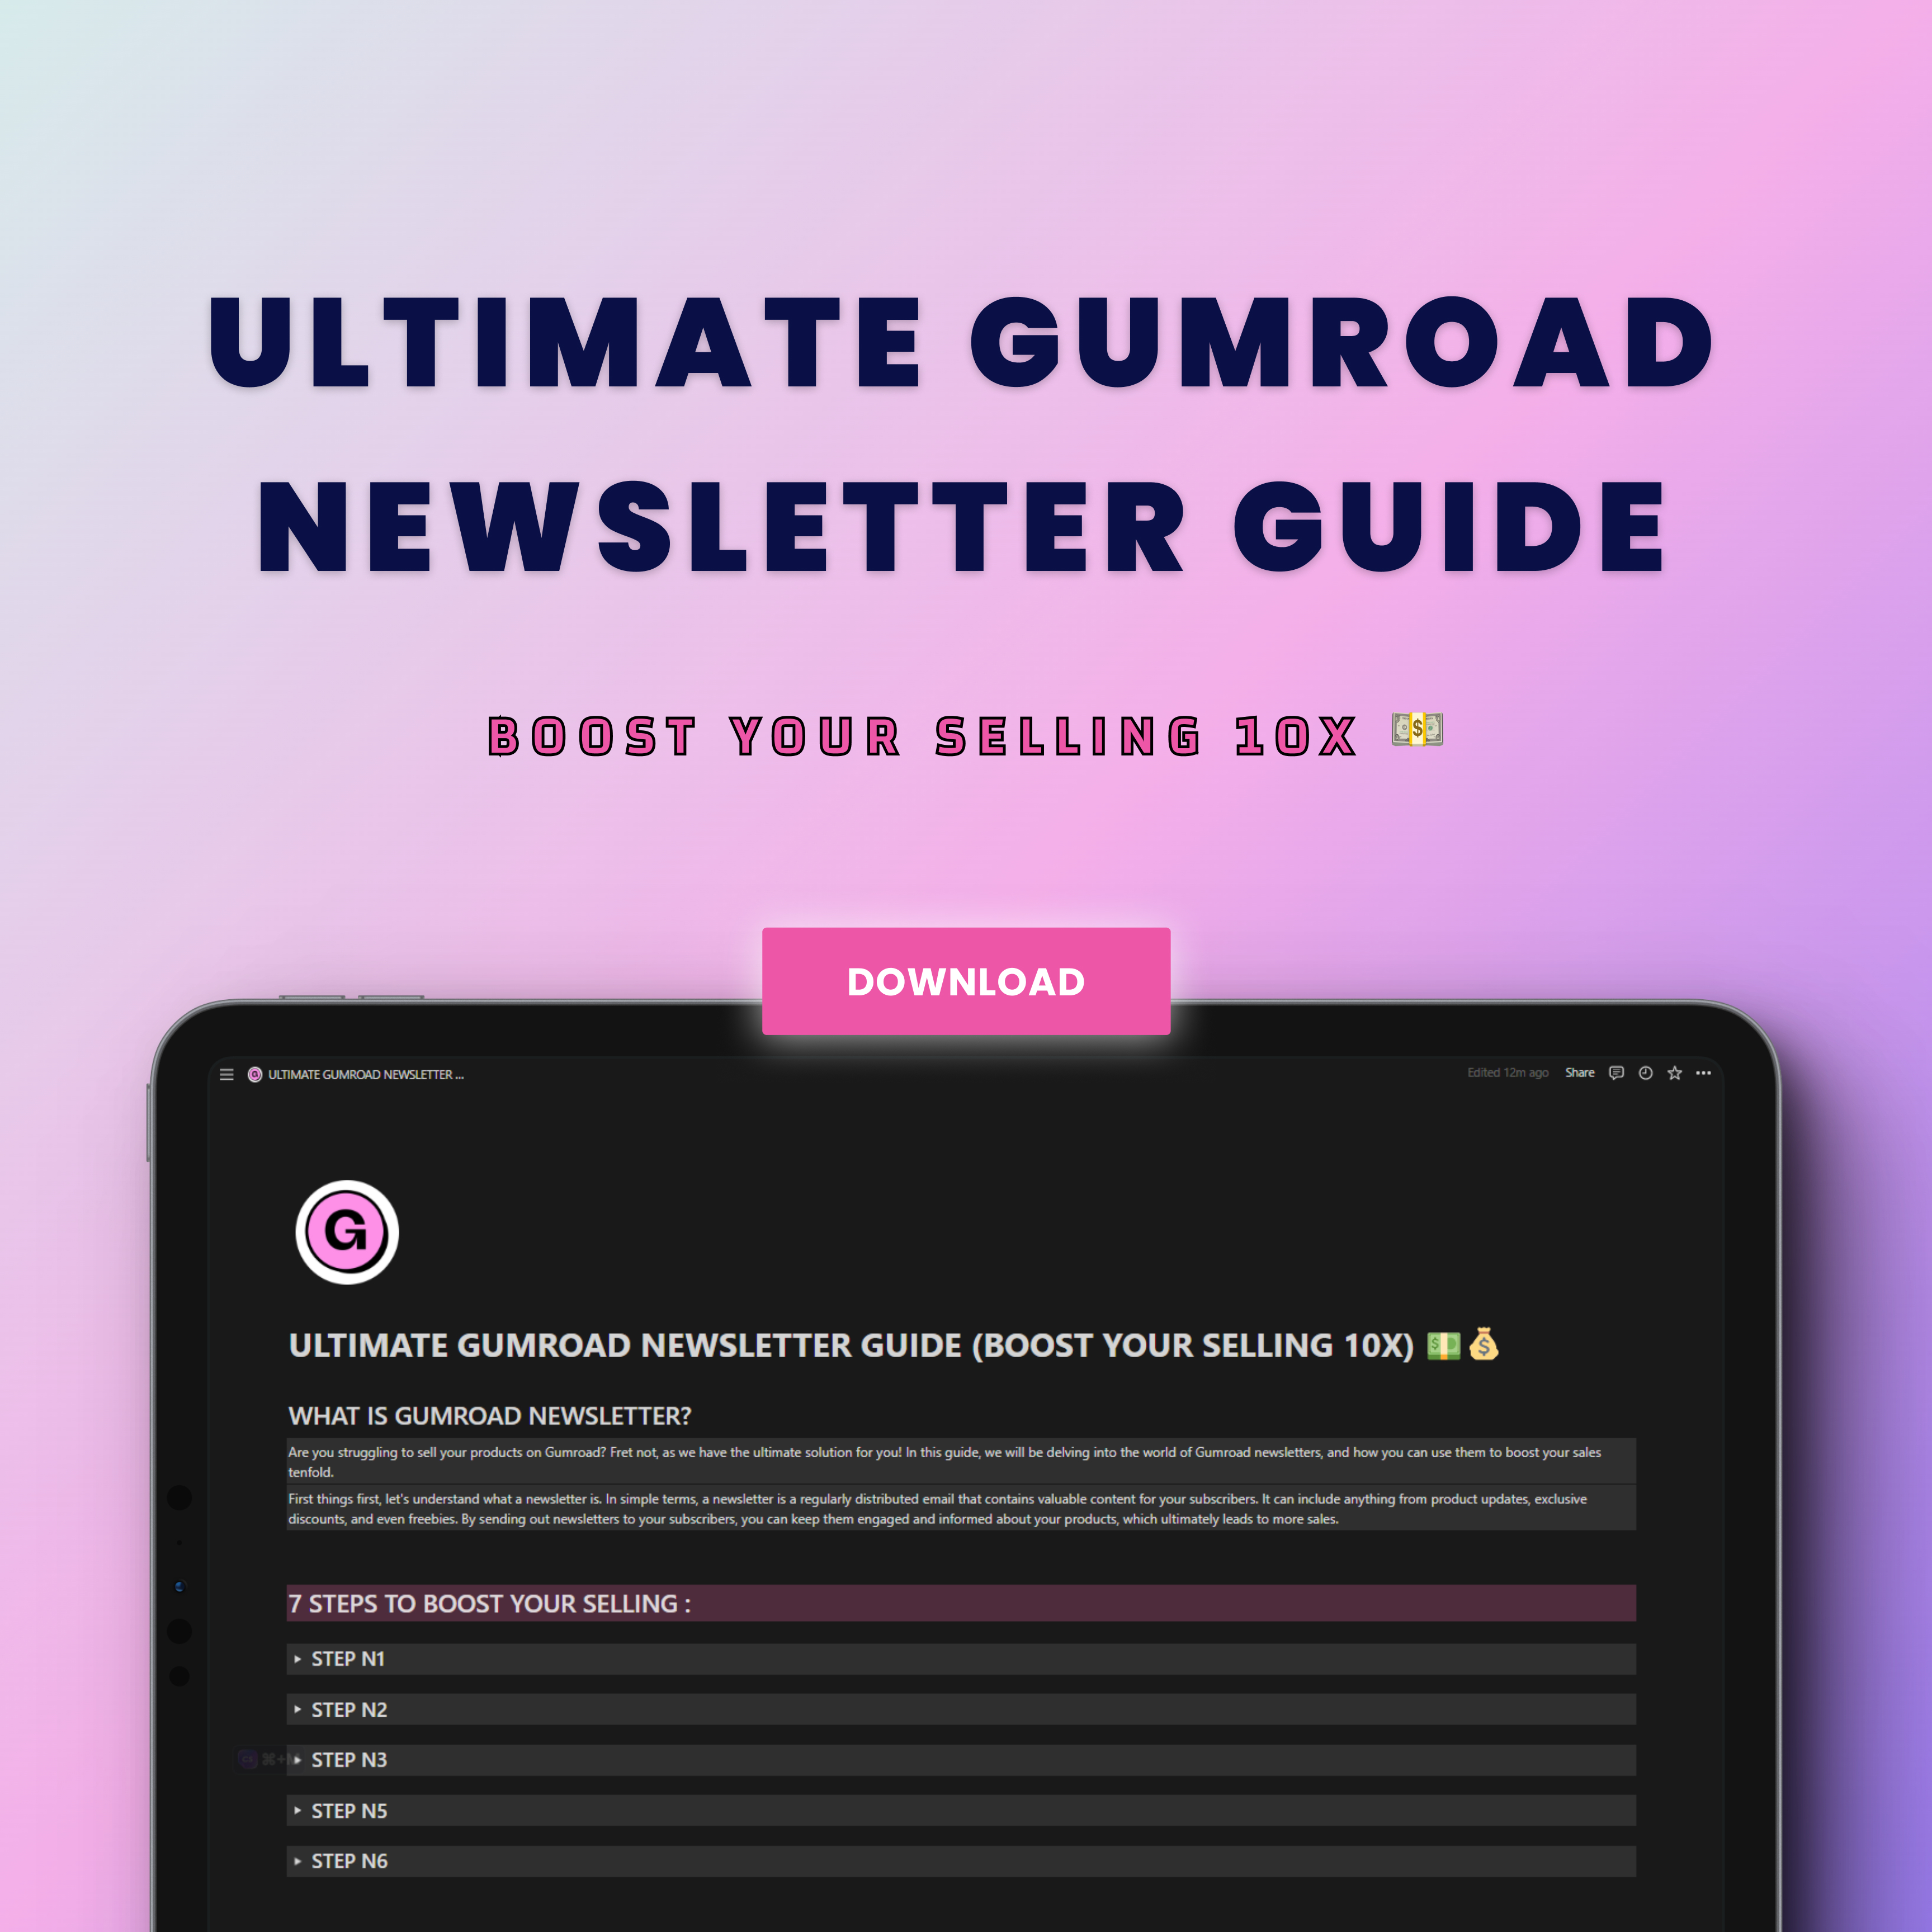 ULTIMATE GUMROAD
NEWSLETTER GUIDE
BOOST YOUR SELLING 10X 💵
DOWNLOAD
G ULTIMATE GUMROAD NEWSLETTER ...
Edited 12m ago Share
G
ULTIMATE GUMROAD NEWSLETTER GUIDE (BOOST YOUR SELLING 10X) 💵💰
WHAT IS GUMROAD NEWSLETTER?
Are you struggling to sell your products on Gumroad? Fret not, as we have the ultimate solution for you! In this guide, we will be delving into the world of Gumroad newsletters, and how you can use them to boost your sales
tenfold.
First things first, let's understand what a newsletter is. In simple terms, a newsletter is a regularly distributed email that contains valuable content for your subscribers. It can include anything from product updates, exclusive
discounts, and even freebies. By sending out newsletters to your subscribers, you can keep them engaged and informed about your products, which ultimately leads to more sales.
7 STEPS TO BOOST YOUR SELLING :
STEP N1
STEP N2
STEP N3
STEP N5
STEP N6